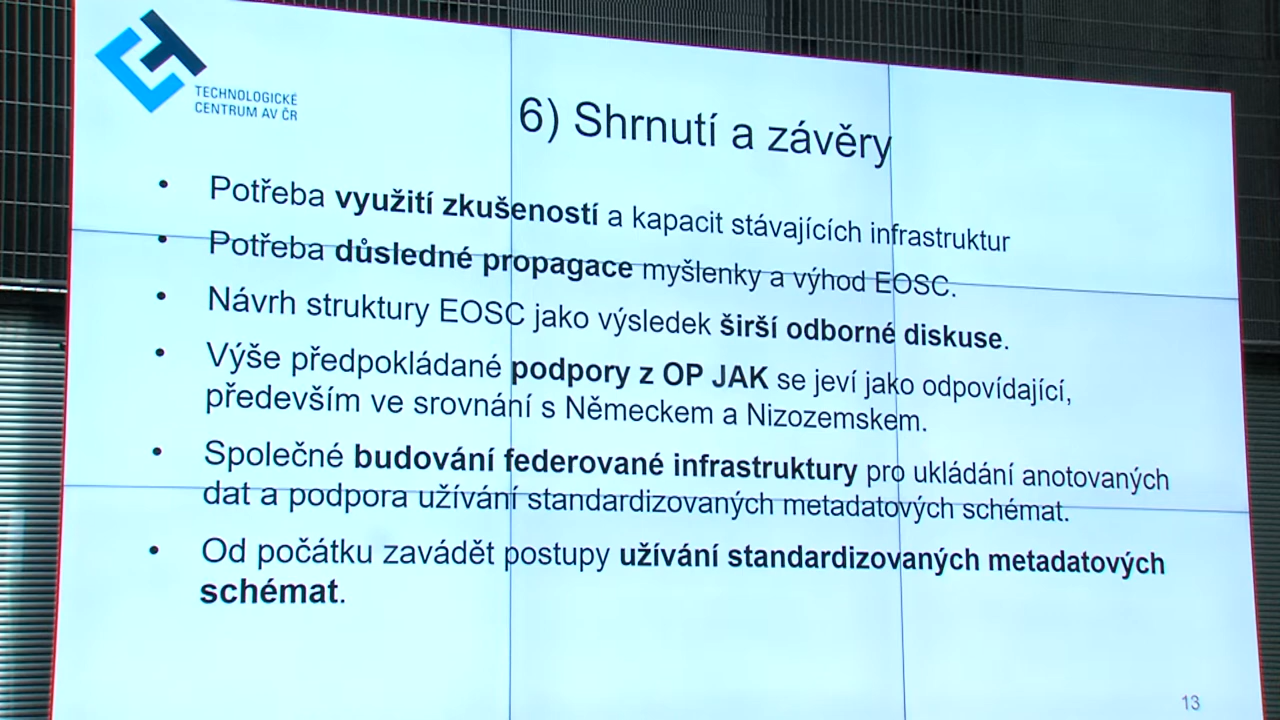 TECHNOLOGICKÉ
CENTRUM AV ČR
6) Shrnutí a závěry
• Potřeba využití zkušeností a kapacit stávajících infrastruktur
• Potřeba důsledné propagace myšlenky a výhod EOSC.
• Návrh struktury EOSC jako výsledek širší odborné diskuse.
• Výše předpokládané podpory z OP JAK se jeví jako odpovídající,
především ve srovnání s Německem a Nizozemskem.
• Společné budování federované infrastruktury pro ukládání anotovaných
dat a podpora užívání standardizovaných metadatových schémat.
• Od počátku zavádět postupy užívání standardizovaných metadatových
schémat.
13